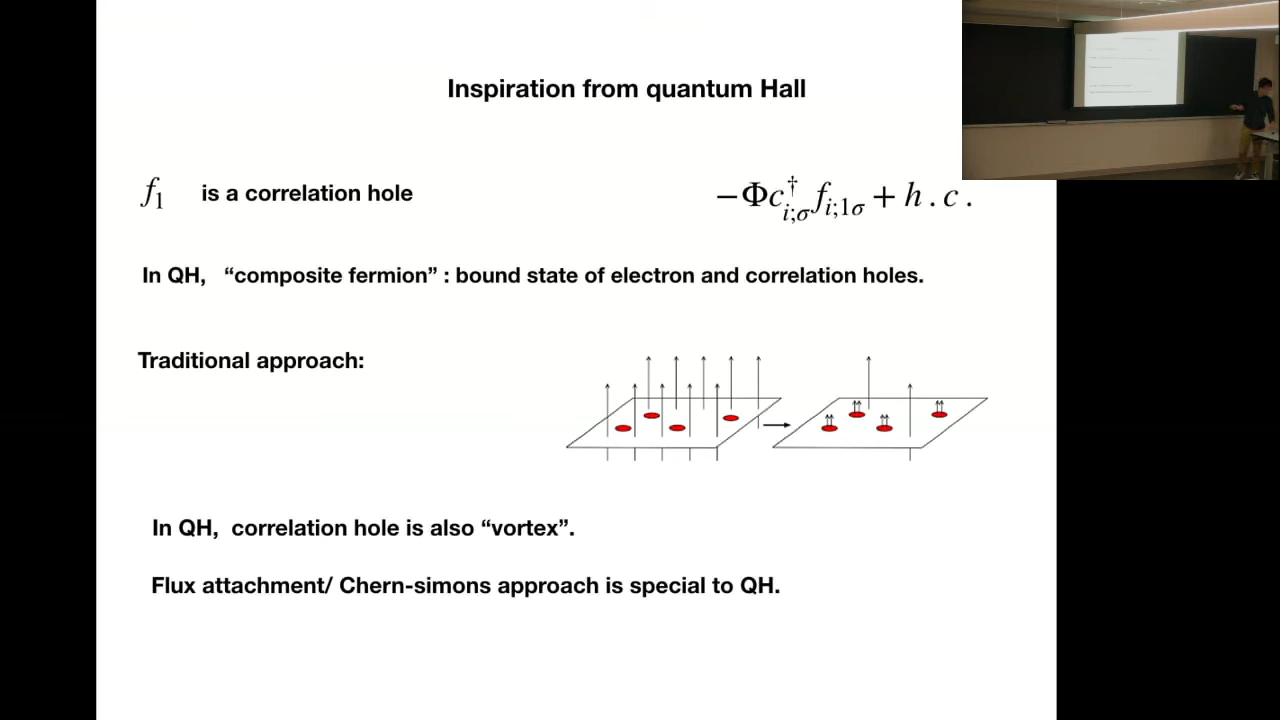 Inspiration from quantum Hall
f₁ is a correlation hole
−Φc†_{i;σ} f_{i;1σ} + h . c .
In QH, “composite fermion” : bound state of electron and correlation holes.
Traditional approach:
In QH, correlation hole is also “vortex”.
Flux attachment/ Chern-simons approach is special to QH.